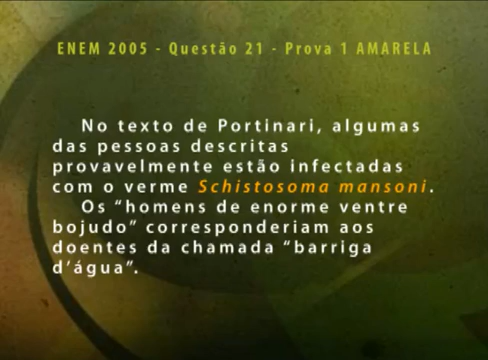 ENEM 2005 - Questão 21 - Prova 1 AMARELA
No texto de Portinari, algumas
das pessoas descritas
provavelmente estão infectadas
com o verme Schistosoma mansoni.
Os “homens de enorme ventre
bojudo” corresponderiam aos
doentes da chamada “barriga
d’água”.